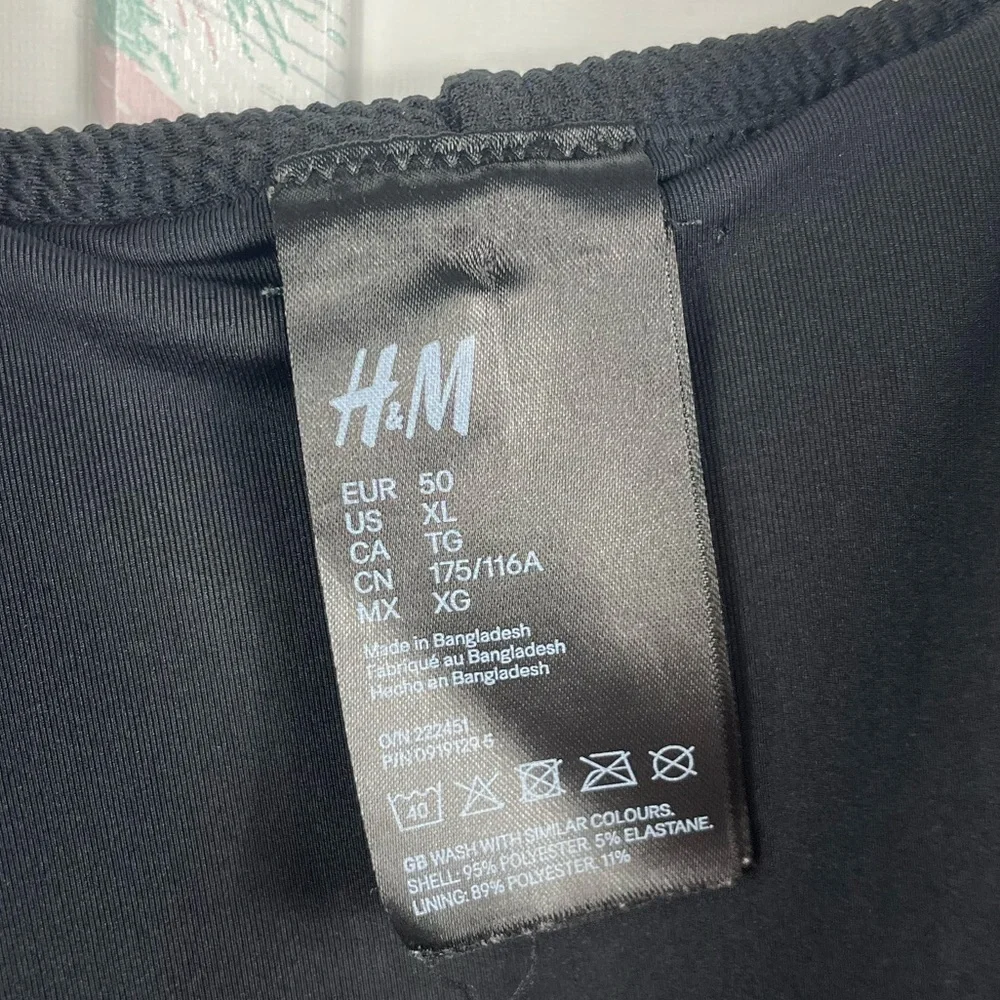 H&M
EUR 50
US XL
CA TG
CN 175/116A
MX XG
Made in Bangladesh
Fabriqué au Bangladesh
Hecho en Bangladesh
O/N 222451
P/N 0919129 5
40
GB WASH WITH SIMILAR COLOURS.
SHELL: 95% POLYESTER 5% ELASTANE.
LINING: 89% POLYESTER. 11%